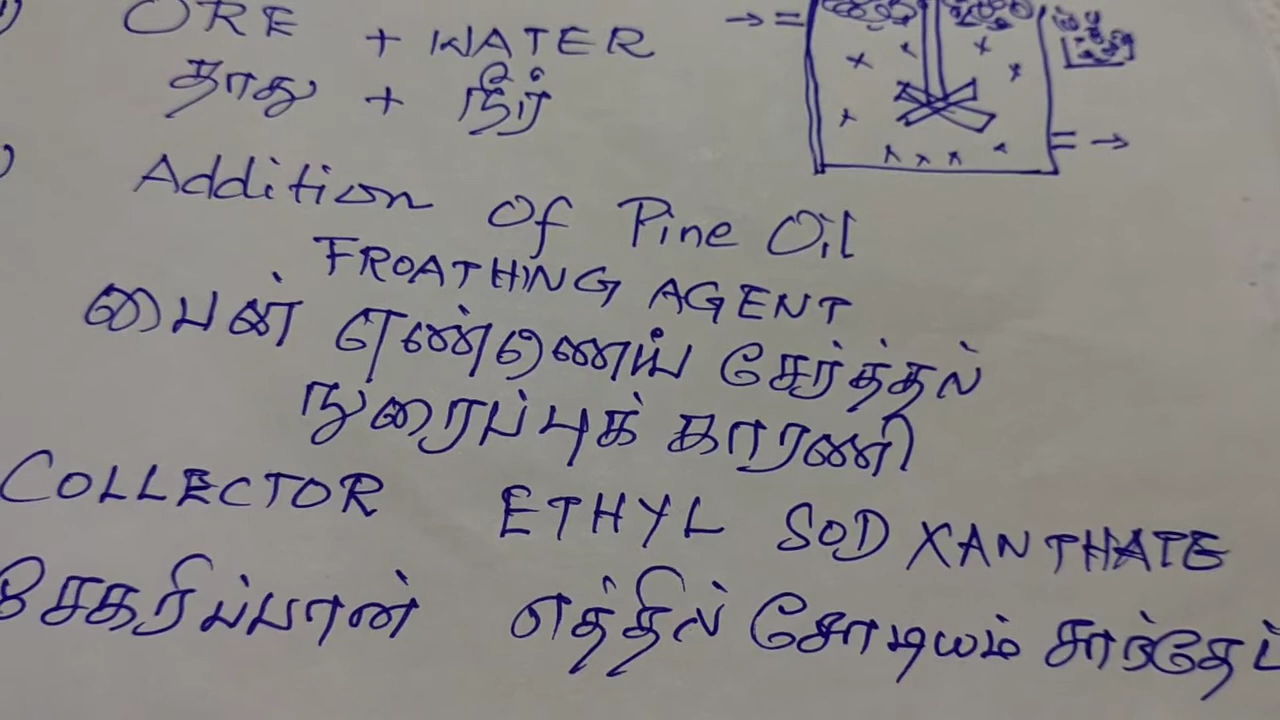 ORE + WATER
தாது + நீர்
Addition of Pine Oil
FROATHING AGENT
பைன் எண்ணெய் சேர்த்தல்
நுரைப்புக் காரணி
COLLECTOR ETHYL SOD XANTHATE
சேகரிப்பான் எத்தில் சோடியம்